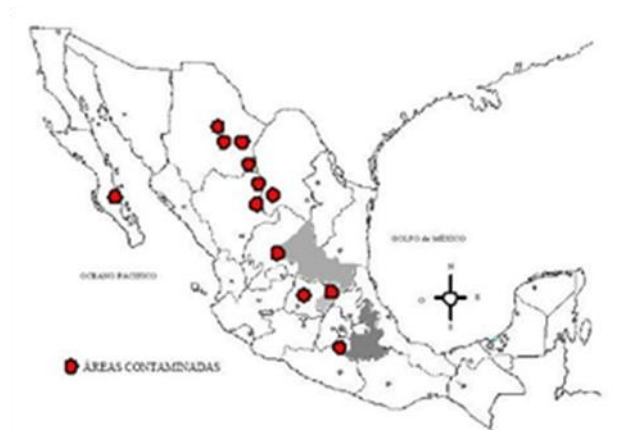 GOLFO de MÉXICO
OCEANO PACIFICO
N
O E
S
ÁREAS CONTAMINADAS